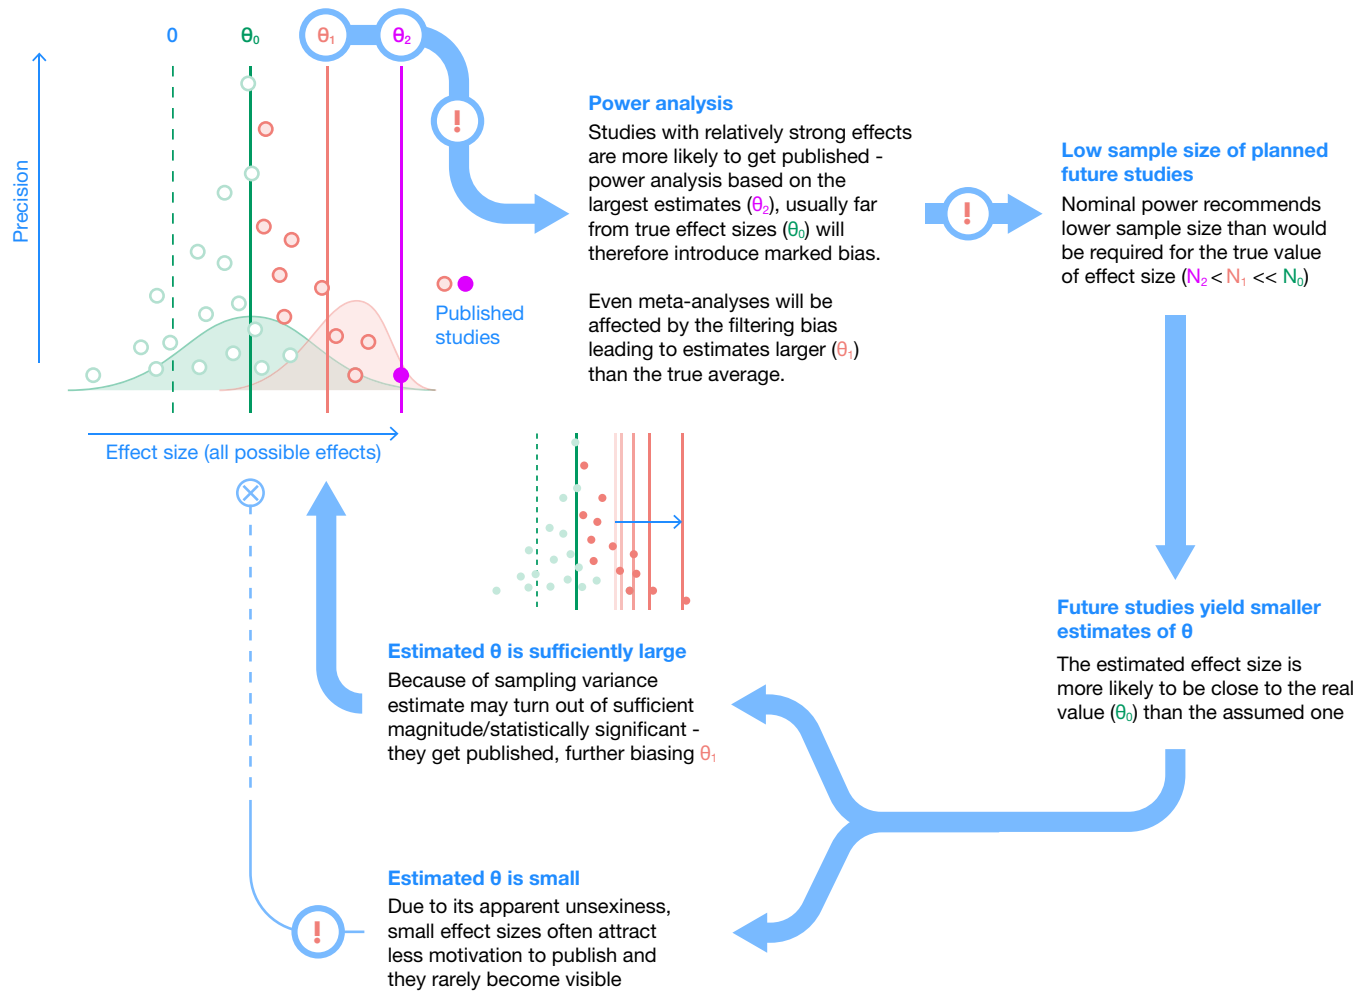 0
θ₀
θ₁
θ₂
!
Precision
Published
studies
Effect size (all possible effects)
Power analysis
Studies with relatively strong effects
are more likely to get published -
power analysis based on the
largest estimates (θ₂), usually far
from true effect sizes (θ₀) will
therefore introduce marked bias.
Even meta-analyses will be
affected by the filtering bias
leading to estimates larger (θ₁)
than the true average.
!
Low sample size of planned
future studies
Nominal power recommends
lower sample size than would
be required for the true value
of effect size (N₂ < N₁ << N₀)
Future studies yield smaller
estimates of θ
The estimated effect size is
more likely to be close to the real
value (θ₀) than the assumed one
Estimated θ is sufficiently large
Because of sampling variance
estimate may turn out of sufficient
magnitude/statistically significant -
they get published, further biasing θ₁
Estimated θ is small
Due to its apparent unsexiness,
small effect sizes often attract
less motivation to publish and
they rarely become visible
!